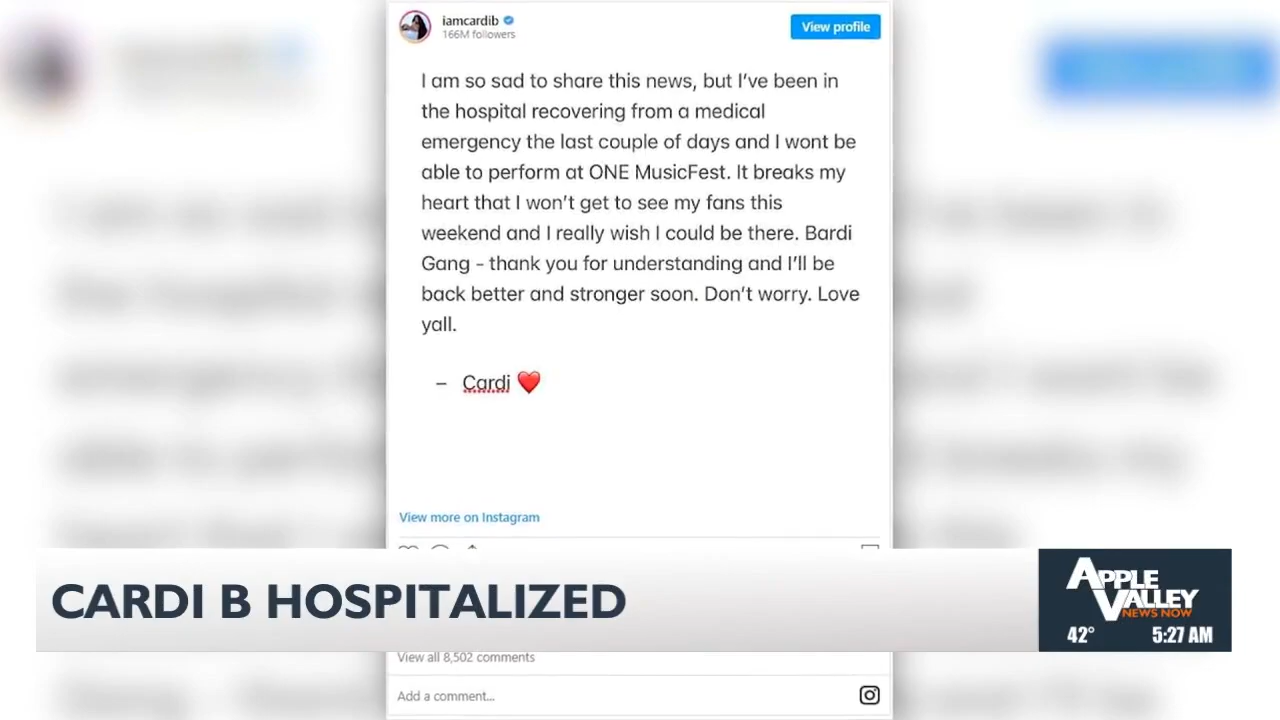 iamcardib
166M followers
View profile
I am so sad to share this news, but I’ve been in
the hospital recovering from a medical
emergency the last couple of days and I wont be
able to perform at ONE MusicFest. It breaks my
heart that I won’t get to see my fans this
weekend and I really wish I could be there. Bardi
Gang - thank you for understanding and I’ll be
back better and stronger soon. Don’t worry. Love
yall.
– Cardi ❤️
View more on Instagram
CARDI B HOSPITALIZED
APPLE
VALLEY
NEWS NOW
42° 5:27 AM
View all 8,502 comments
Add a comment...